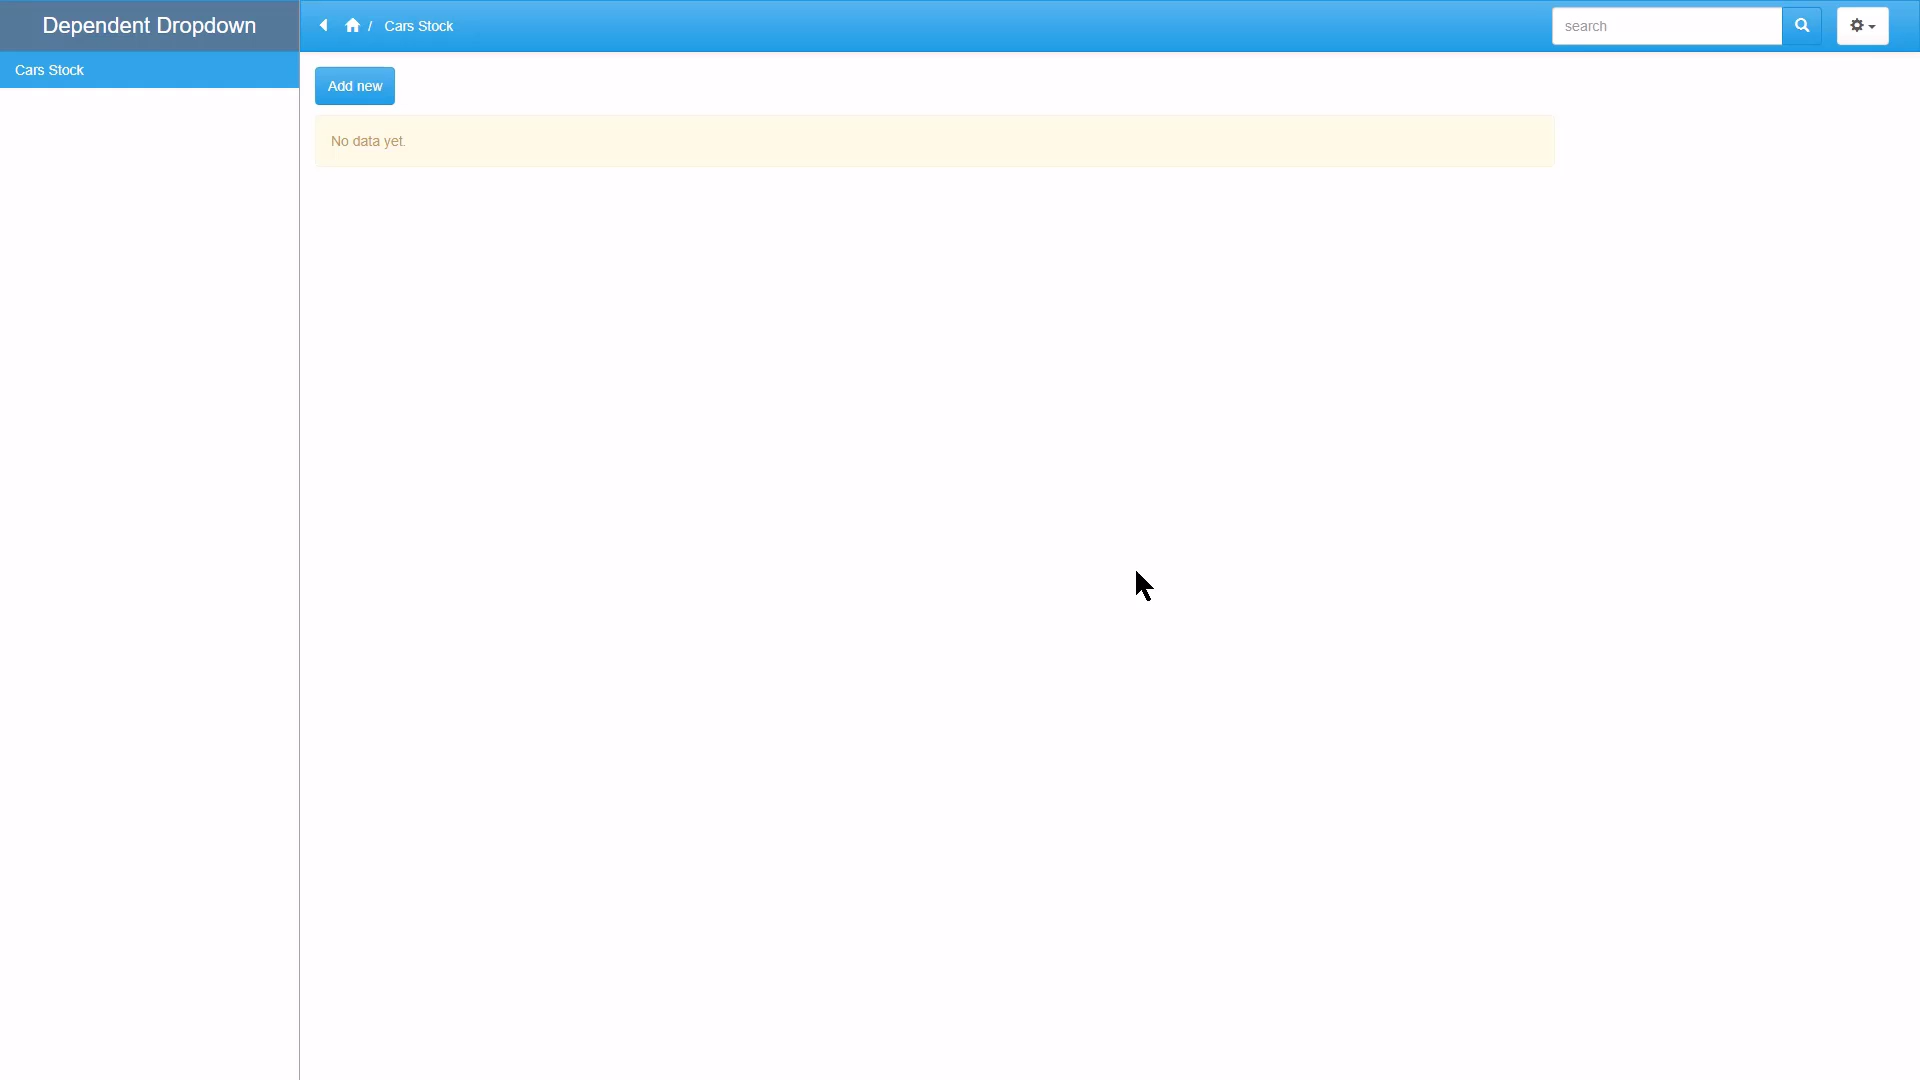 Dependent Dropdown
/ Cars Stock
search
Cars Stock
Add new
No data yet.